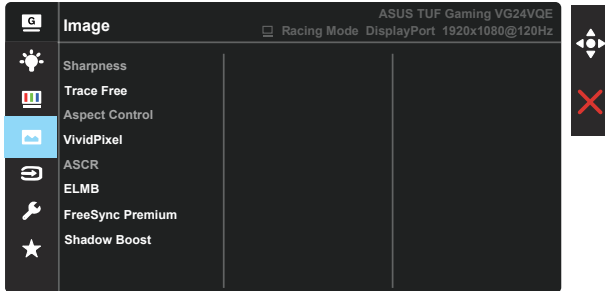 G
Image
ASUS TUF Gaming VG24VQE
Racing Mode DisplayPort 1920x1080@120Hz
Sharpness
Trace Free
Aspect Control
VividPixel
ASCR
ELMB
FreeSync Premium
Shadow Boost